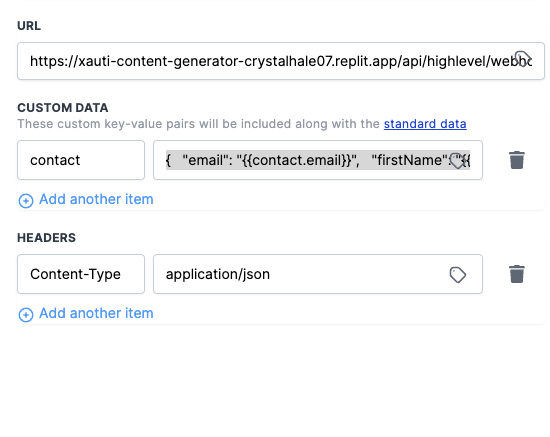 URL
https://xauti-content-generator-crystalhale07.replit.app/api/highlevel/
CUSTOM DATA
These custom key-value pairs will be included along with the standard data
contact
{ "email": "{{contact.email}}", "firstName": "{{
Add another item
HEADERS
Content-Type
application/json
Add another item